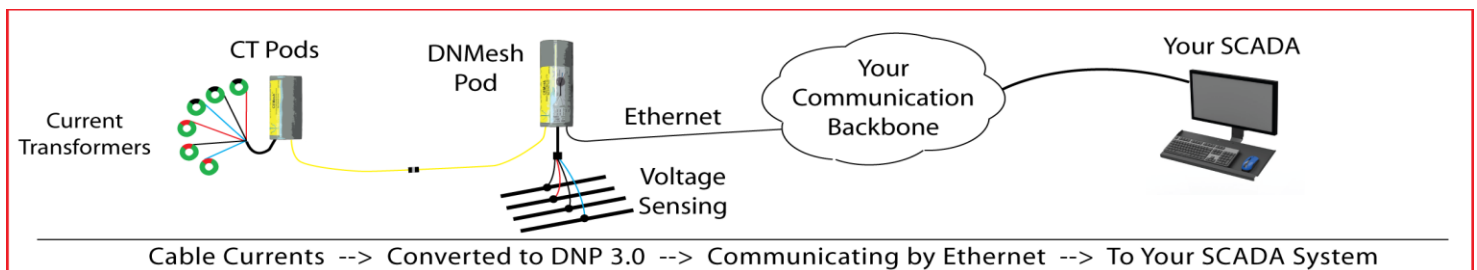 CT Pods
DNMesh
Pod
Your SCADA
Your
Communication
Backbone
Current
Transformers
Ethernet
Voltage
Sensing
Cable Currents --> Converted to DNP 3.0 --> Communicating by Ethernet --> To Your SCADA System